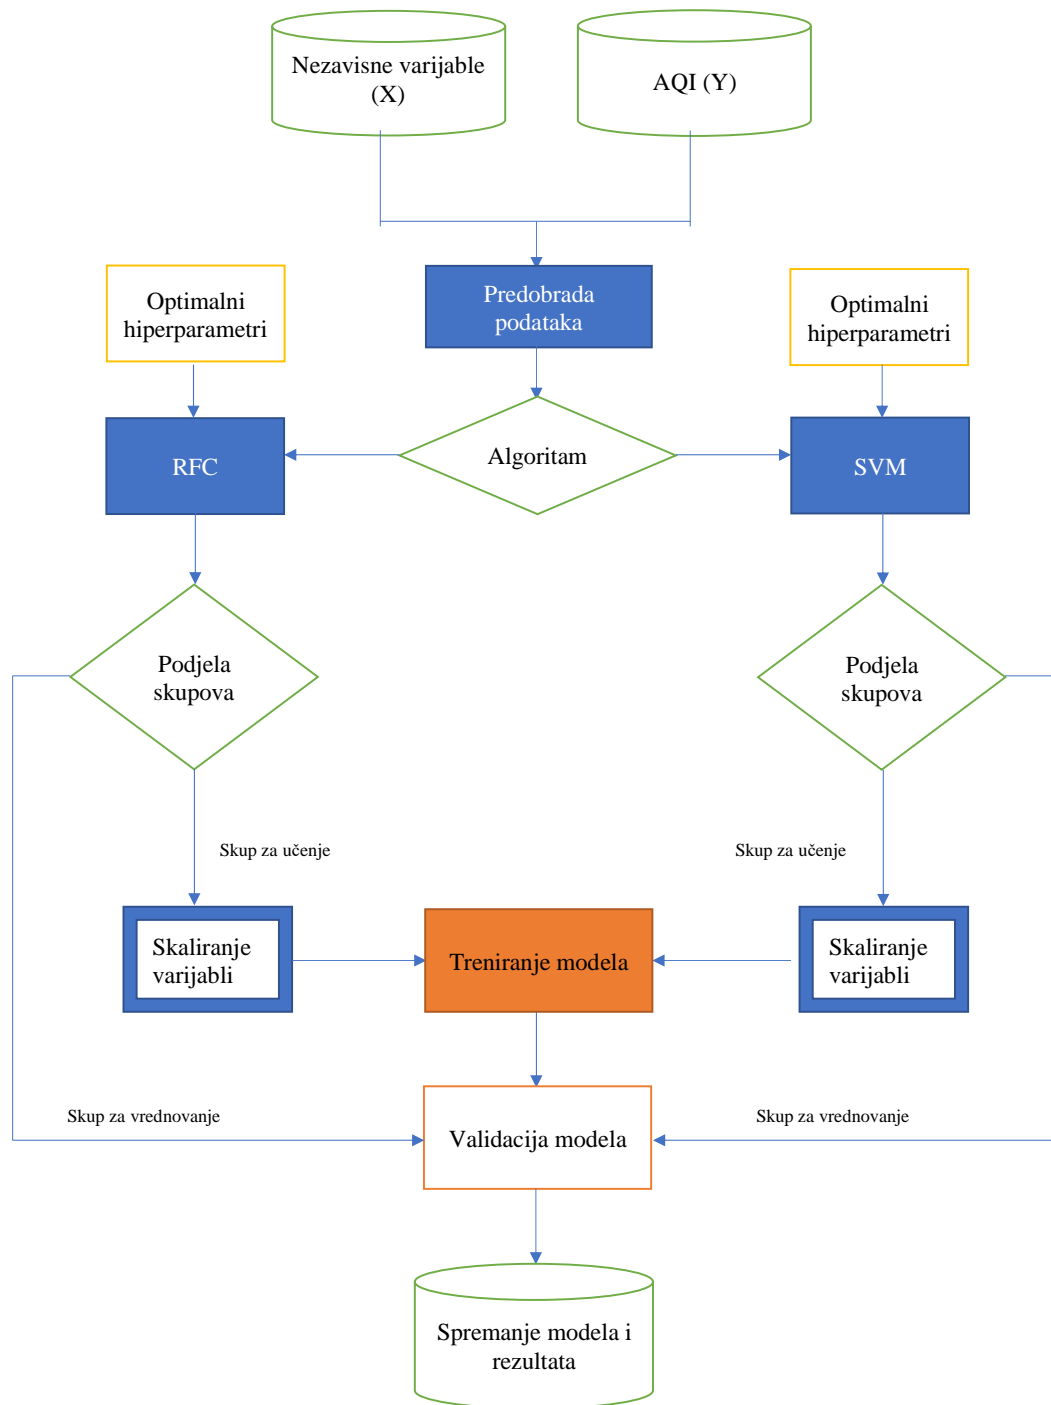 Nezavisne varijable
(X)
AQI (Y)
Optimalni
hiperparametri
Predobrada
podataka
Optimalni
hiperparametri
RFC
Algoritam
SVM
Podjela
skupova
Podjela
skupova
Skup za učenje
Skup za učenje
Skaliranje
varijabli
Treniranje modela
Skaliranje
varijabli
Skup za vrednovanje
Skup za vrednovanje
Validacija modela
Spremanje modela i
rezultata